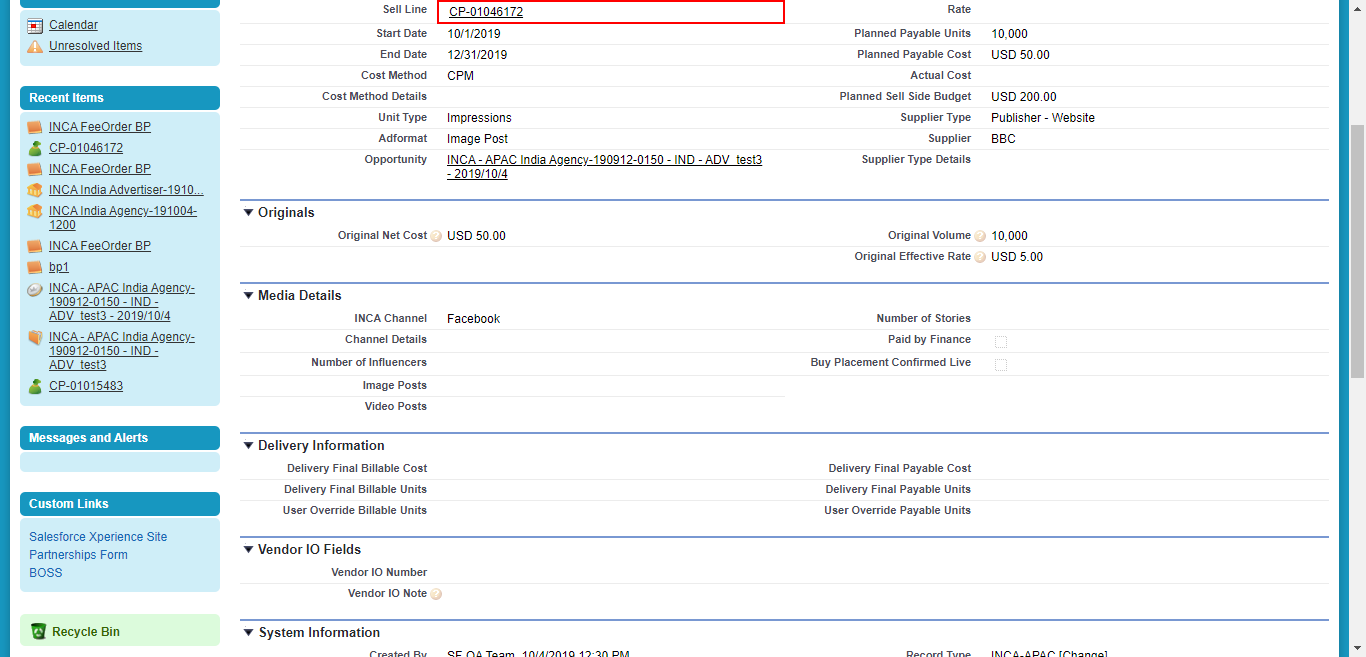 Calendar
Unresolved Items
Recent Items
INCA FeeOrder BP
CP-01046172
INCA FeeOrder BP
INCA India Advertiser-1910...
INCA India Agency-191004-
1200
INCA FeeOrder BP
bp1
INCA - APAC India Agency-
190912-0150 - IND -
ADV_test3 - 2019/10/4
INCA - APAC India Agency-
190912-0150 - IND -
ADV_test3
CP-01015483
Messages and Alerts
Custom Links
Salesforce Xperience Site
Partnerships Form
BOSS
Recycle Bin
Sell Line CP-01046172 Rate
Start Date 10/1/2019 Planned Payable Units 10,000
End Date 12/31/2019 Planned Payable Cost USD 50.00
Cost Method CPM Actual Cost
Cost Method Details Planned Sell Side Budget USD 200.00
Unit Type Impressions Supplier Type Publisher - Website
Adformat Image Post Supplier BBC
Opportunity INCA - APAC India Agency-190912-0150 - IND - ADV_test3 Supplier Type Details
- 2019/10/4
Originals
Original Net Cost ? USD 50.00 Original Volume ? 10,000
Original Effective Rate ? USD 5.00
Media Details
INCA Channel Facebook Number of Stories
Channel Details Paid by Finance
Number of Influencers Buy Placement Confirmed Live
Image Posts
Video Posts
Delivery Information
Delivery Final Billable Cost Delivery Final Payable Cost
Delivery Final Billable Units Delivery Final Payable Units
User Override Billable Units User Override Payable Units
Vendor IO Fields
Vendor IO Number
Vendor IO Note ?
System Information
Created By SF QA Team, 10/4/2019 12:30 PM Record Type INCA-APAC [Change]